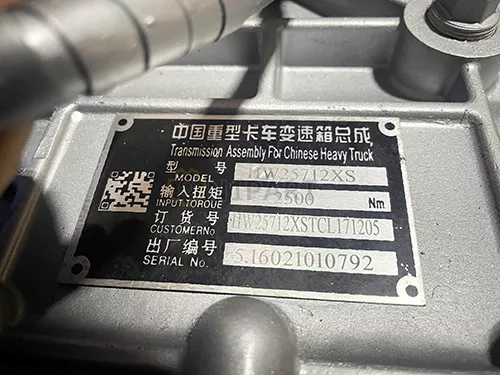 中国重型卡车变速箱总成
Transmission Assembly For Chinese Heavy Truck
型 号 HW25712XS
MODEL
输入扭矩 2500 Nm
INPUT TORQUE
订 货 号 HW25712XSTCL171205
CUSTOMERNo
出厂编号 5.16021010792
SERIAL No.